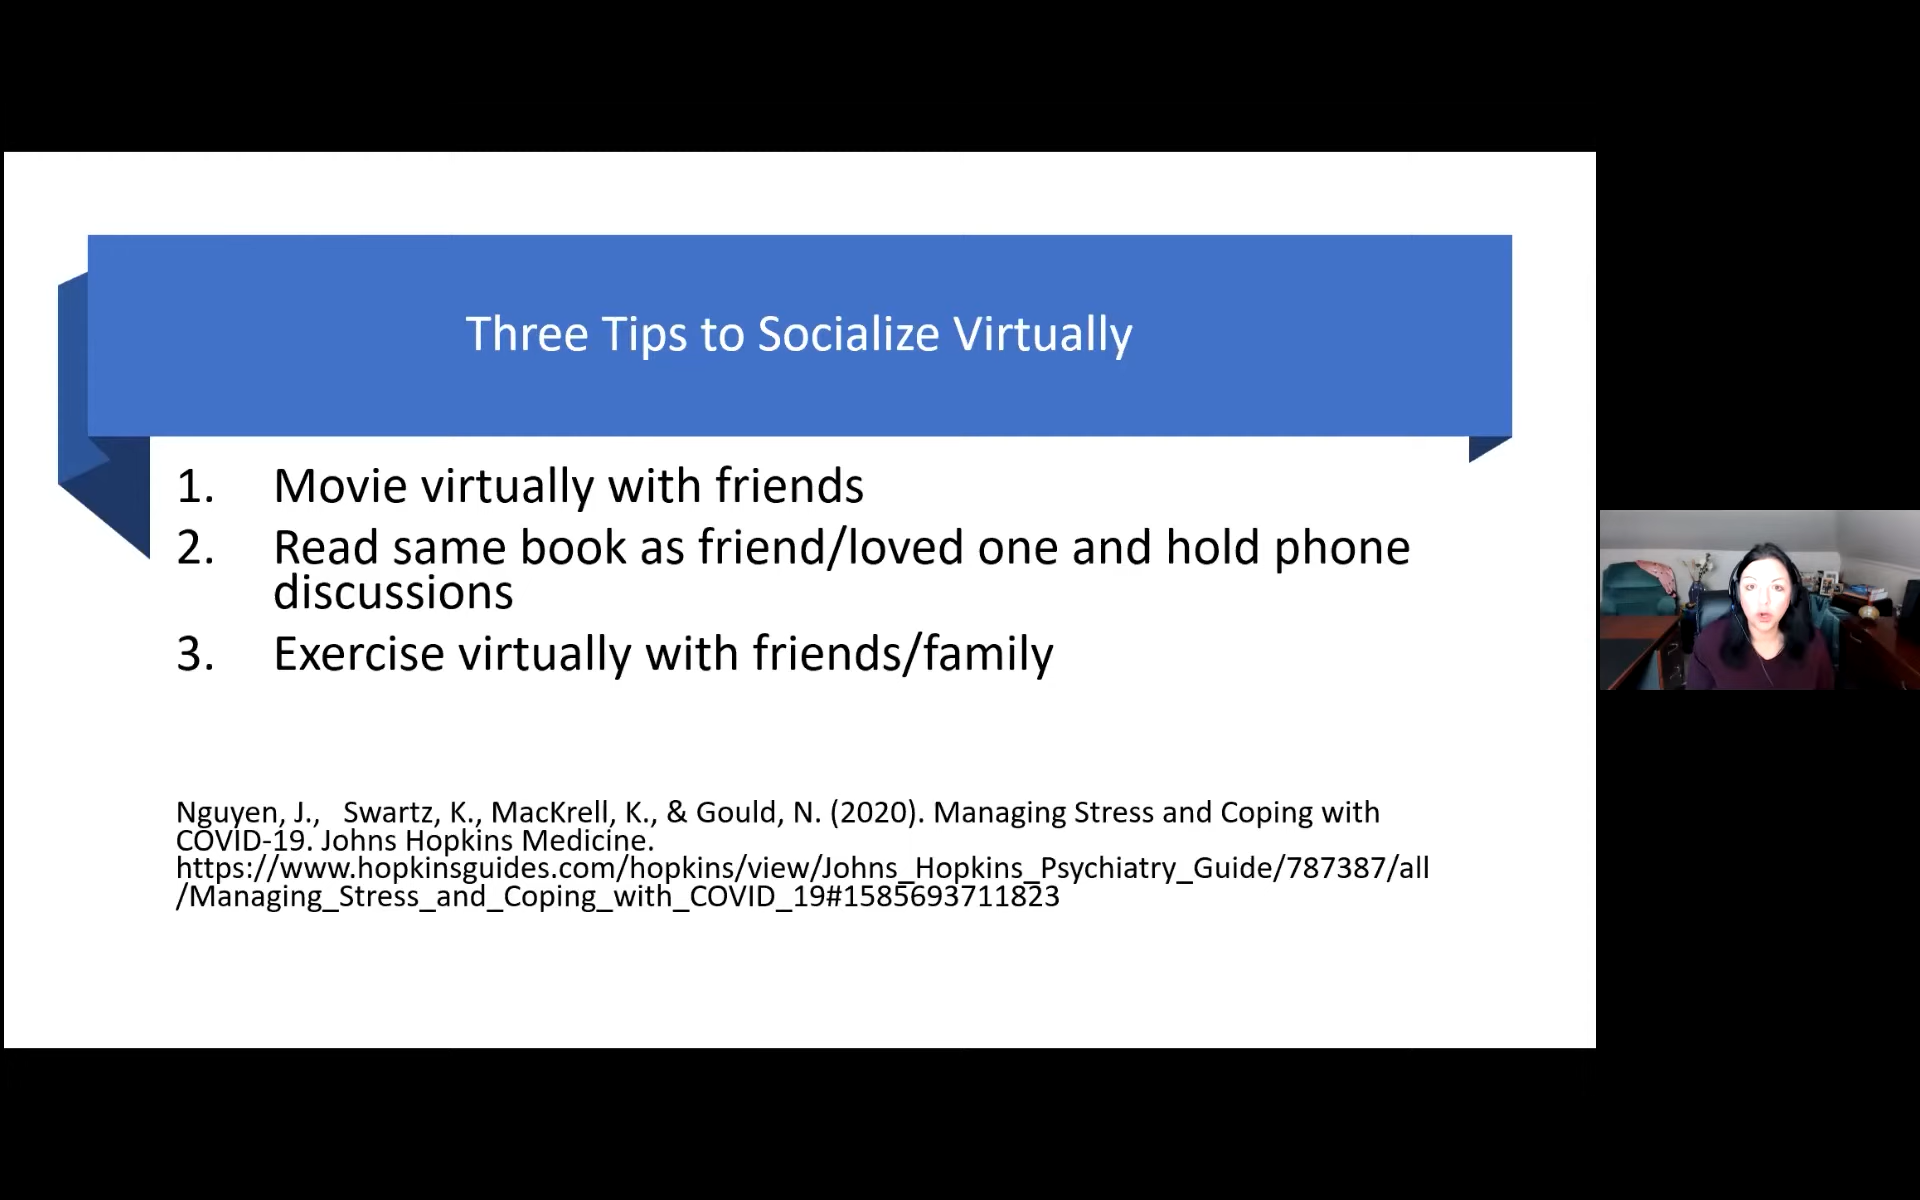 Three Tips to Socialize Virtually
1. Movie virtually with friends
2. Read same book as friend/loved one and hold phone
discussions
3. Exercise virtually with friends/family
Nguyen, J.,   Swartz, K., MacKrell, K., & Gould, N. (2020). Managing Stress and Coping with
COVID-19. Johns Hopkins Medicine.
https://www.hopkinsguides.com/hopkins/view/Johns_Hopkins_Psychiatry_Guide/787387/all
/Managing_Stress_and_Coping_with_COVID_19#1585693711823